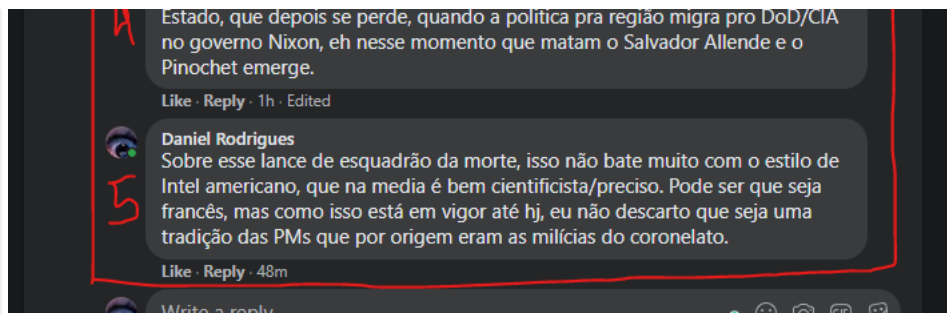 Estado, que depois se perde, quando a politica pra região migra pro DoD/CIA
no governo Nixon, eh nesse momento que matam o Salvador Allende e o
Pinochet emerge.
Like · Reply · 1h · Edited
Daniel Rodrigues
Sobre esse lance de esquadrão da morte, isso não bate muito com o estilo de
5
Intel americano, que na media é bem cientificista/preciso. Pode ser que seja
francês, mas como isso está em vigor até hj, eu não descarto que seja uma
tradição das PMs que por origem eram as milícias do coronelato.
Like · Reply · 48m
Write a reply
GIF